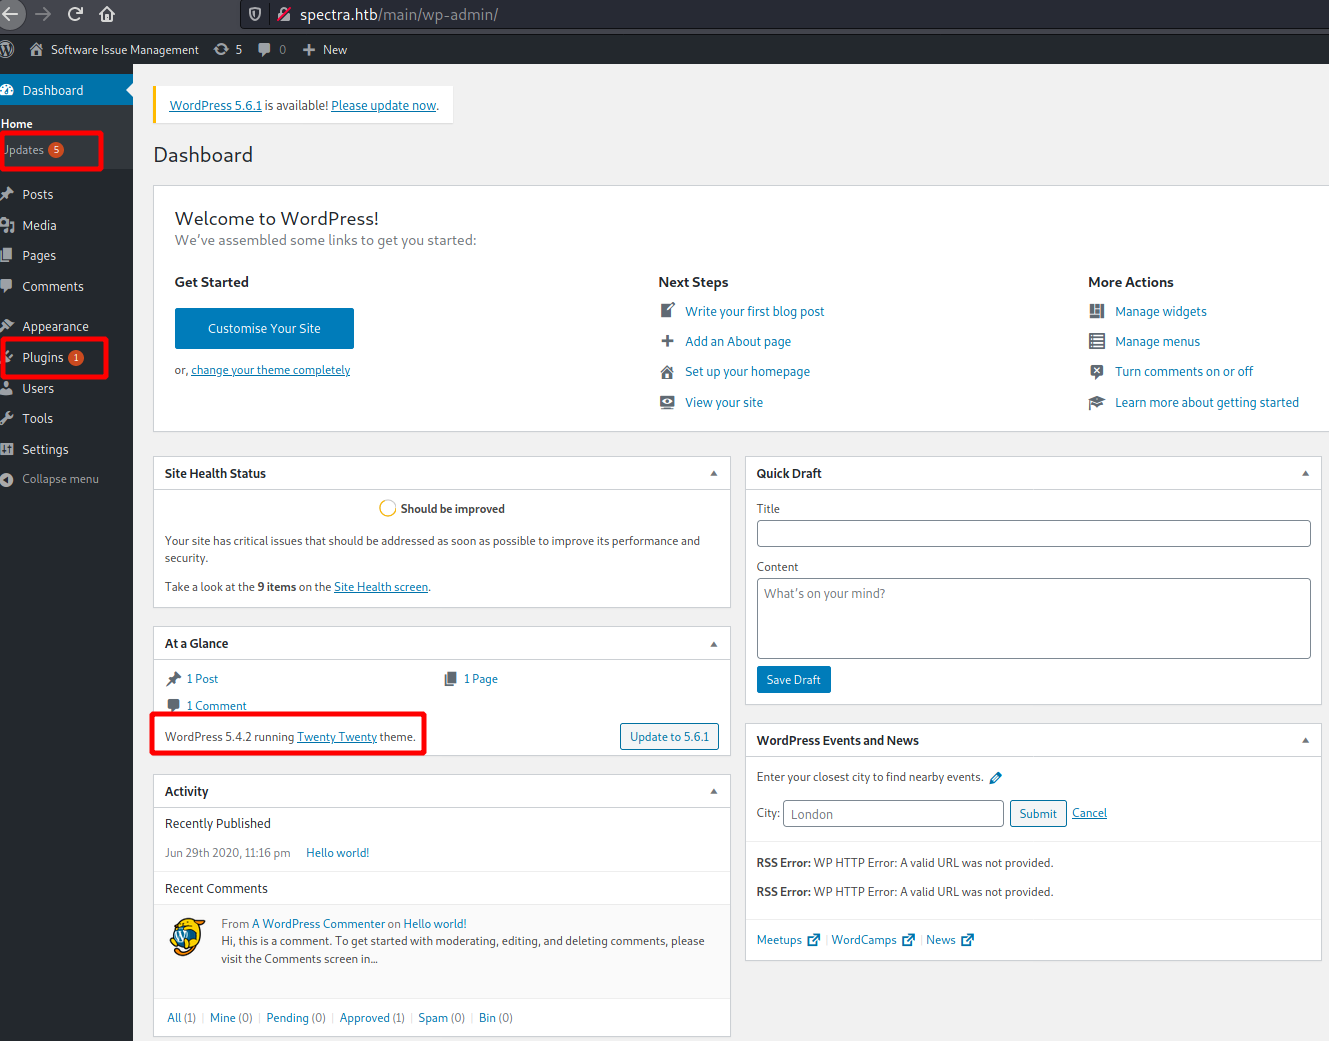 spectra.htb/main/wp-admin/
Software Issue Management 5 0 New
Dashboard
Home
Updates 5
Posts
Media
Pages
Comments
Appearance
Plugins 1
Users
Tools
Settings
Collapse menu
WordPress 5.6.1 is available! Please update now.
Dashboard
Welcome to WordPress!
We've assembled some links to get you started:
Get Started
Customise Your Site
or, change your theme completely
Next Steps
Write your first blog post
Add an About page
Set up your homepage
View your site
More Actions
Manage widgets
Manage menus
Turn comments on or off
Learn more about getting started
Site Health Status
Should be improved
Your site has critical issues that should be addressed as soon as possible to improve its performance and
security.
Take a look at the 9 items on the Site Health screen.
At a Glance
1 Post
1 Page
1 Comment
WordPress 5.4.2 running Twenty Twenty theme.
Update to 5.6.1
Activity
Recently Published
Jun 29th 2020, 11:16 pm Hello world!
Recent Comments
From A WordPress Commenter on Hello world!
Hi, this is a comment. To get started with moderating, editing, and deleting comments, please
visit the Comments screen in…
All (1) | Mine (0) | Pending (0) | Approved (1) | Spam (0) | Bin (0)
Quick Draft
Title
Content
What's on your mind?
Save Draft
WordPress Events and News
Enter your closest city to find nearby events.
City: London Submit Cancel
RSS Error: WP HTTP Error: A valid URL was not provided.
RSS Error: WP HTTP Error: A valid URL was not provided.
Meetups | WordCamps | News